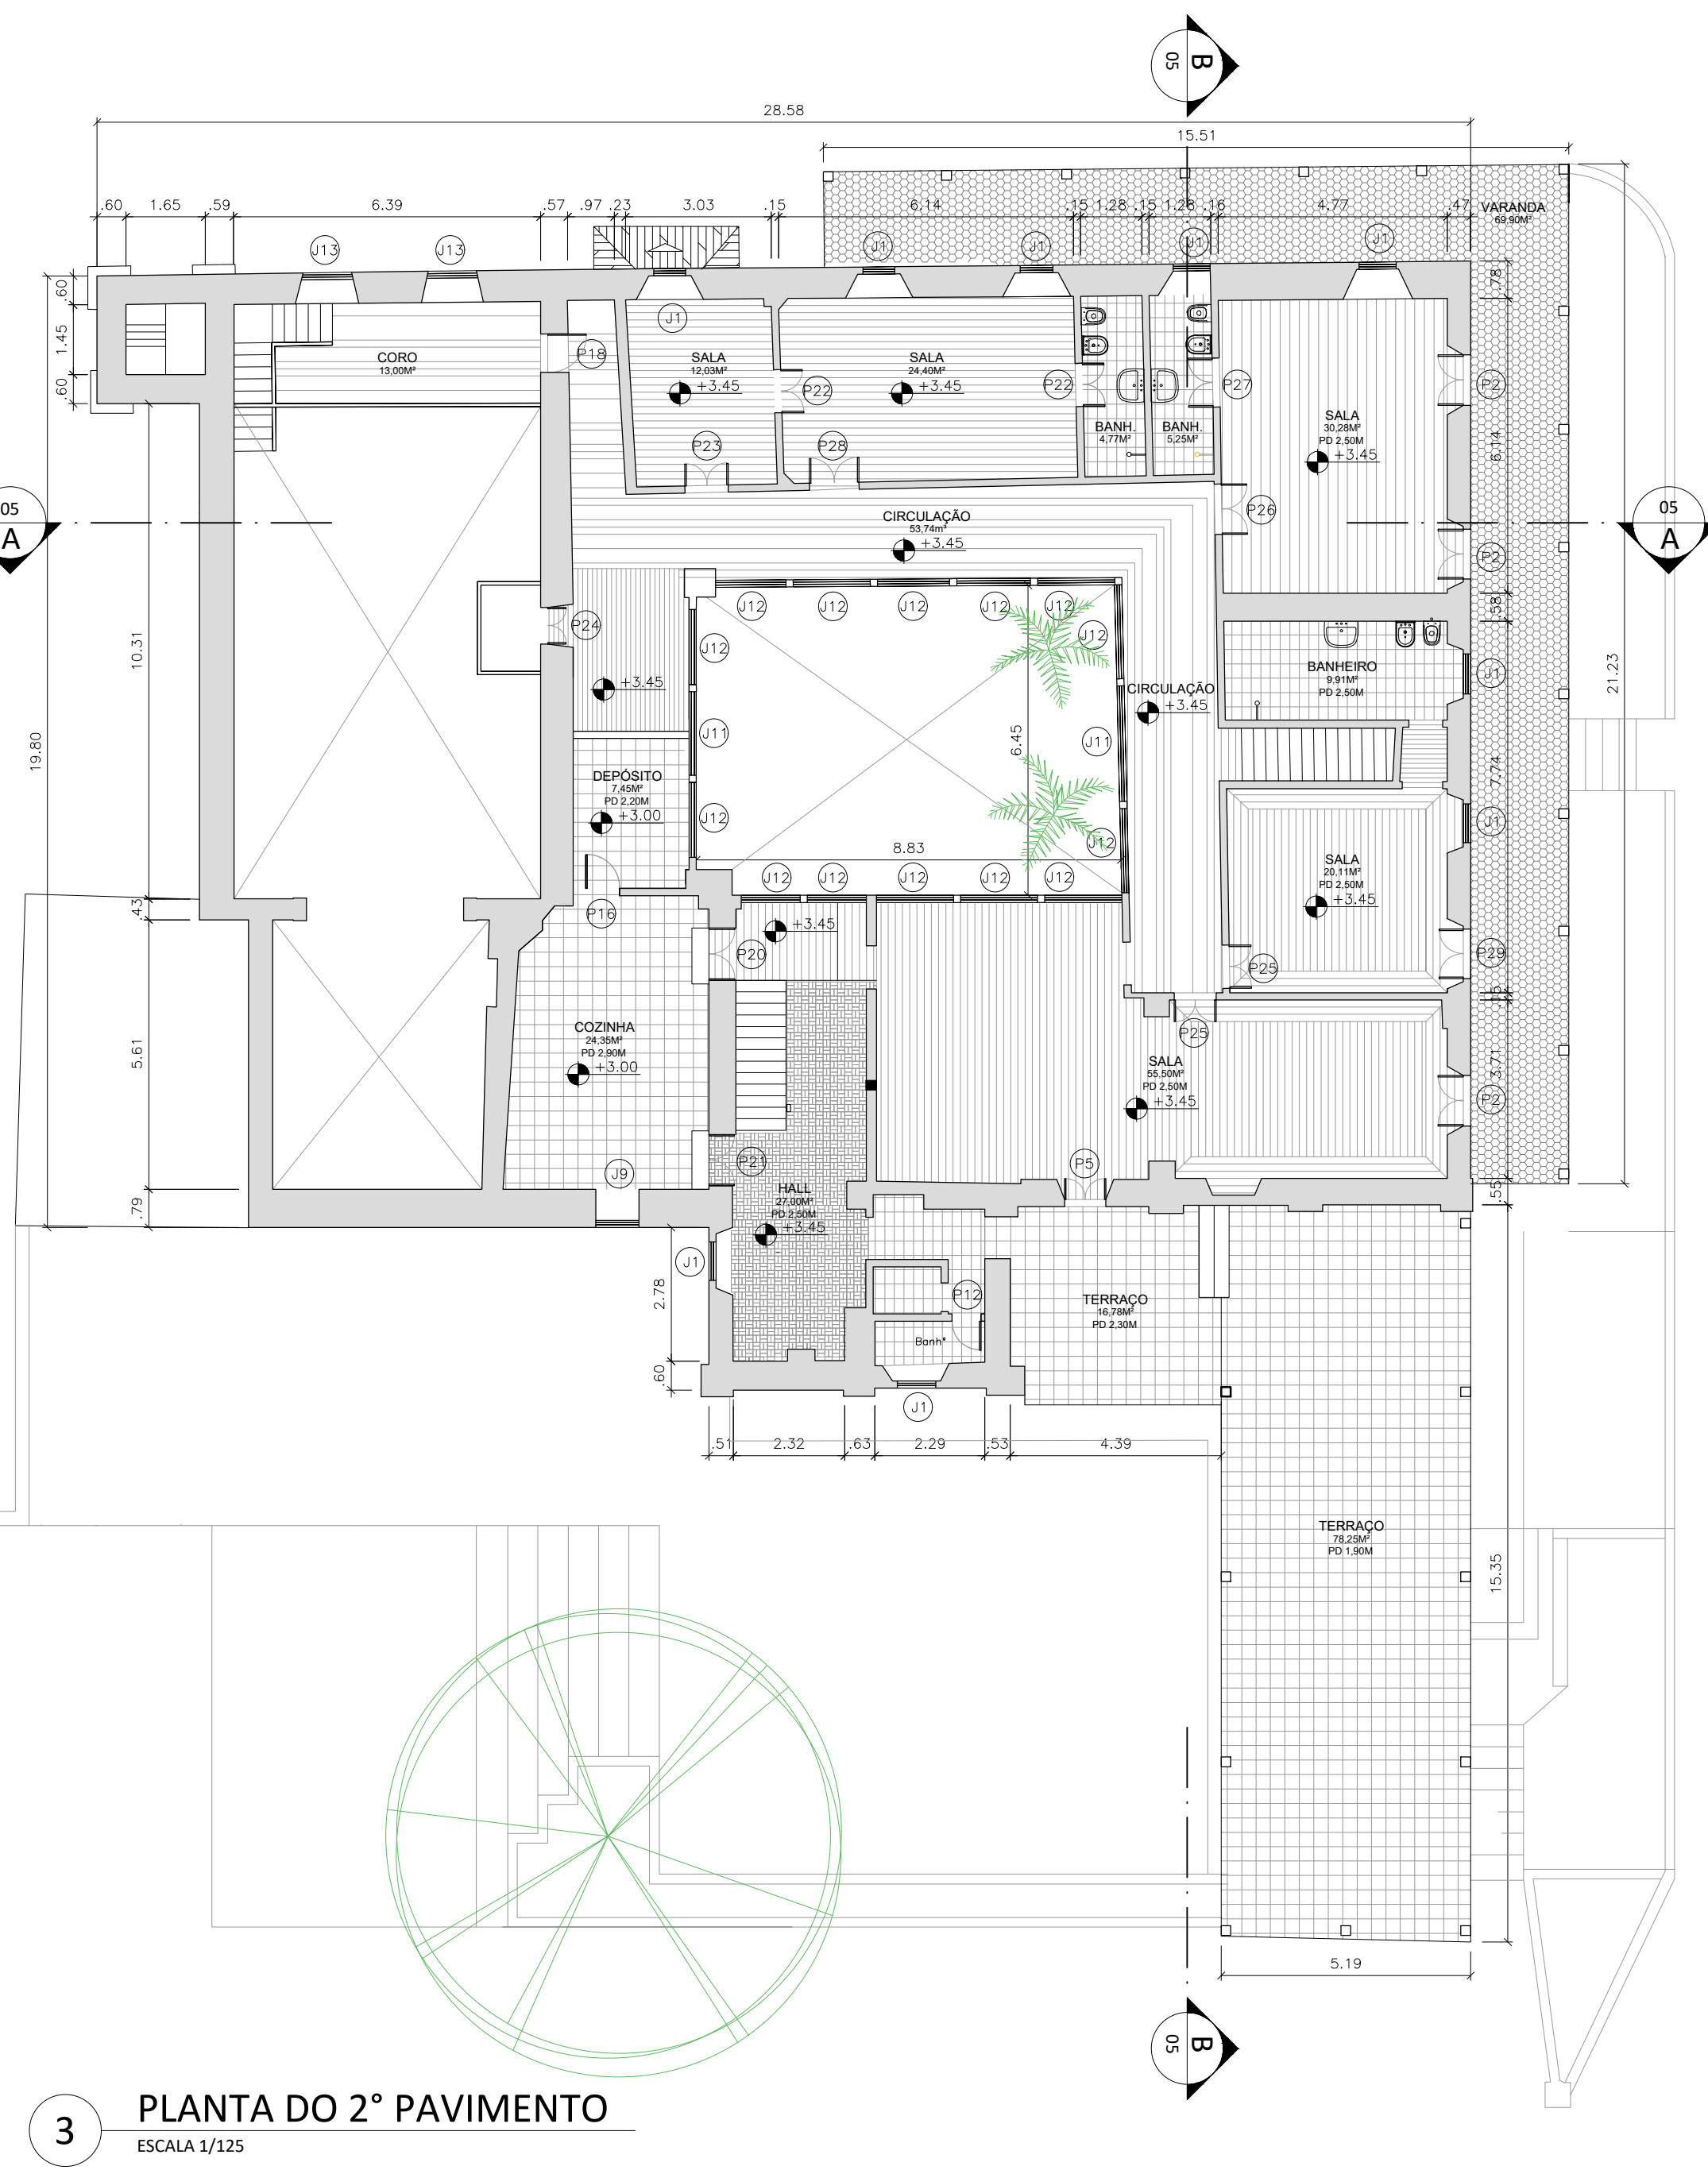 B
05
28.58
15.51
.60
1.65
.59
6.39
.57
.97
.23
3.03
.15
6.14
.15
1.28
.15
1.28
.16
4.77
.47
VARANDA
69,90M²
J13
J13
J1
J1
J1
J1
.60
.78
J1
1.45
CORO
13,00M²
P18
SALA
12,03M²
+3.45
P22
SALA
24,40M²
+3.45
P22
P27
P2
.60
SALA
30,28M²
PD 2,50M
+3.45
BANH.
4,77M²
BANH.
5,25M²
P23
P28
6.14
05
A
CIRCULAÇÃO
53,74m²
+3.45
P26
05
A
P2
J12
J12
J12
J12
J12
.58
P24
J12
J12
10.31
+3.45
6.45
CIRCULAÇÃO
+3.45
BANHEIRO
9,91M²
PD 2,50M
J1
21.23
19.80
J11
J11
7.74
DEPÓSITO
7,45M²
PD 2,20M
+3.00
J12
8.83
J12
J1
SALA
20,11M²
PD 2,50M
+3.45
J12
J12
J12
J12
J12
.43
P16
+3.45
P20
P25
P29
.15
COZINHA
24,35M²
PD 2,90M
+3.00
P25
5.61
SALA
55,50M²
PD 2,50M
+3.45
3.71
P2
P21
P5
J9
HALL
27,00M²
PD 2,50M
+3.45
.79
.55
J1
2.78
P12
TERRAÇO
16,78M²
PD 2,30M
Banh*
.60
J1
.51
2.32
.63
2.29
.53
4.39
TERRAÇO
78,25M²
PD 1,90M
15.35
5.19
B
05
3
PLANTA DO 2° PAVIMENTO
ESCALA 1/125